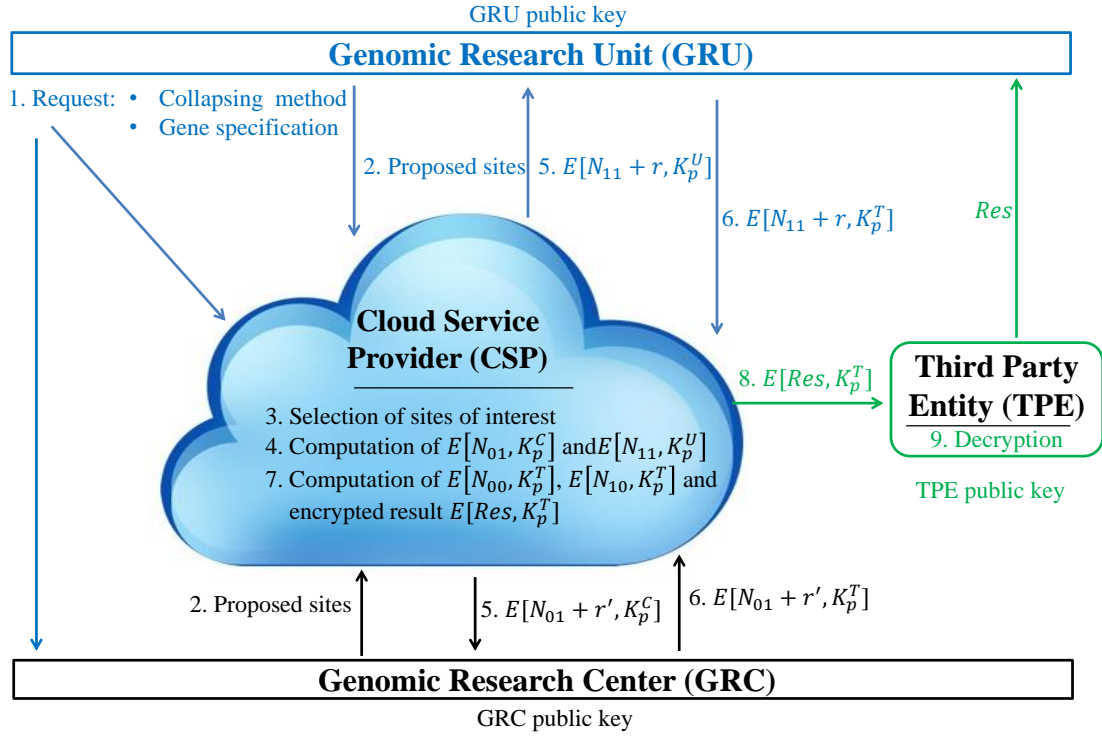 GRU public key
Genomic Research Unit (GRU)
1. Request: • Collapsing method
• Gene specification
2. Proposed sites
5. E[N₁₁ + r, K_p^U]
6. E[N₁₁ + r, K_p^T]
Res
Cloud Service
Provider (CSP)
3. Selection of sites of interest
4. Computation of E[N₀₁, K_p^C] andE[N₁₁, K_p^U]
7. Computation of E[N₀₀, K_p^T], E[N₁₀, K_p^T] and
encrypted result E[Res, K_p^T]
8. E[Res, K_p^T]
Third Party
Entity (TPE)
9. Decryption
TPE public key
2. Proposed sites
5. E[N₀₁ + r′, K_p^C]
6. E[N₀₁ + r′, K_p^T]
Genomic Research Center (GRC)
GRC public key